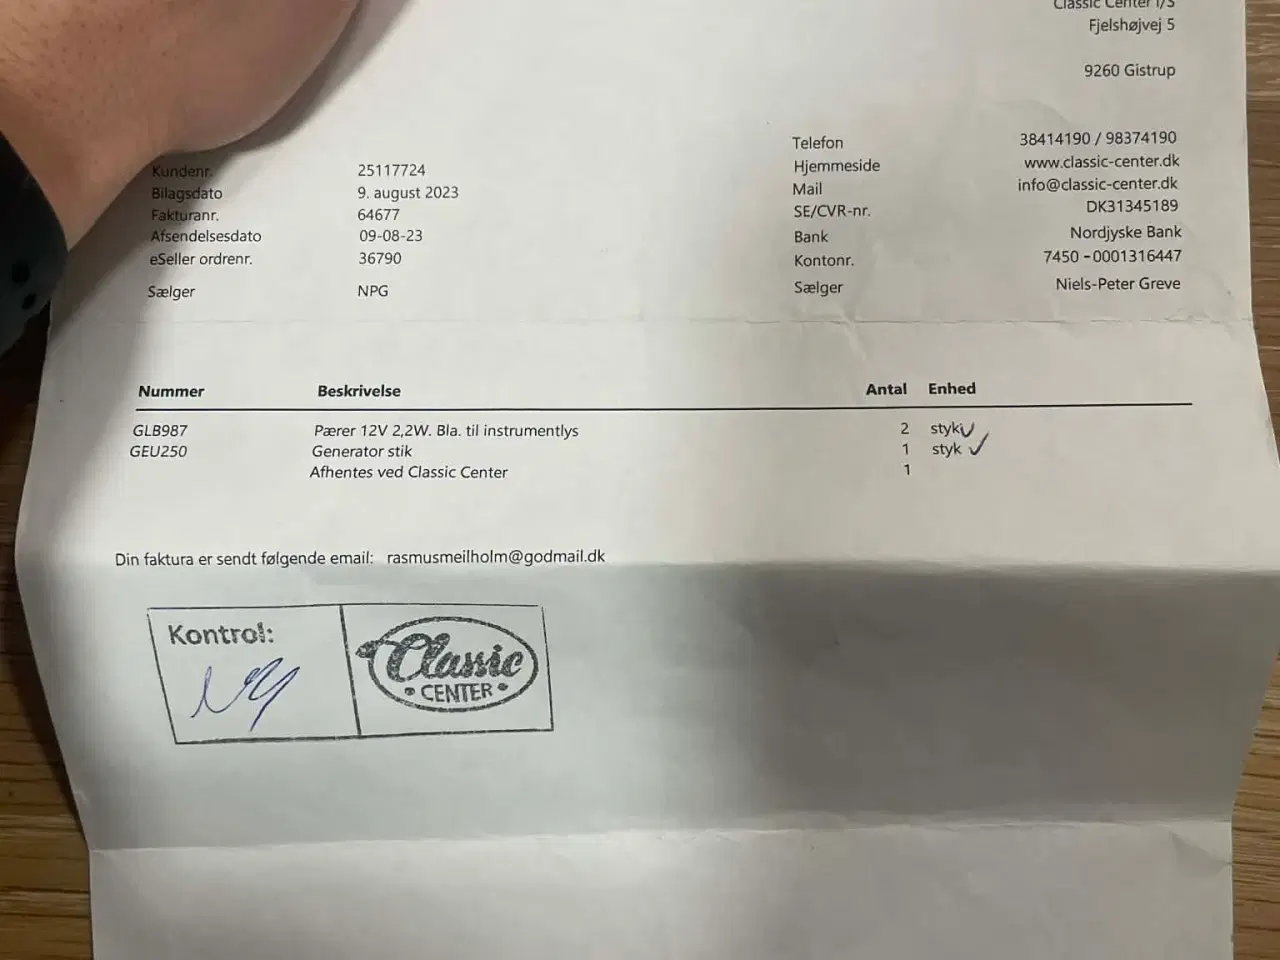 Classic Center I/S
Fjelshøjvej 5
9260 Gistrup
Kundenr. 25117724
Bilagsdato 9. august 2023
Fakturanr. 64677
Afsendelsesdato 09-08-23
eSeller ordrenr. 36790
Sælger NPG
Telefon 38414190 / 98374190
Hjemmeside www.classic-center.dk
Mail info@classic-center.dk
SE/CVR-nr. DK31345189
Bank Nordjyske Bank
Kontonr. 7450 -0001316447
Sælger Niels-Peter Greve
Nummer Beskrivelse Antal Enhed
GLB987 Pærer 12V 2,2W. Bla. til instrumentlys 2 styk
GEU250 Generator stik 1 styk
Afhentes ved Classic Center 1
Din faktura er sendt følgende email: rasmusmeilholm@godmail.dk
Kontrol:
Classic
CENTER